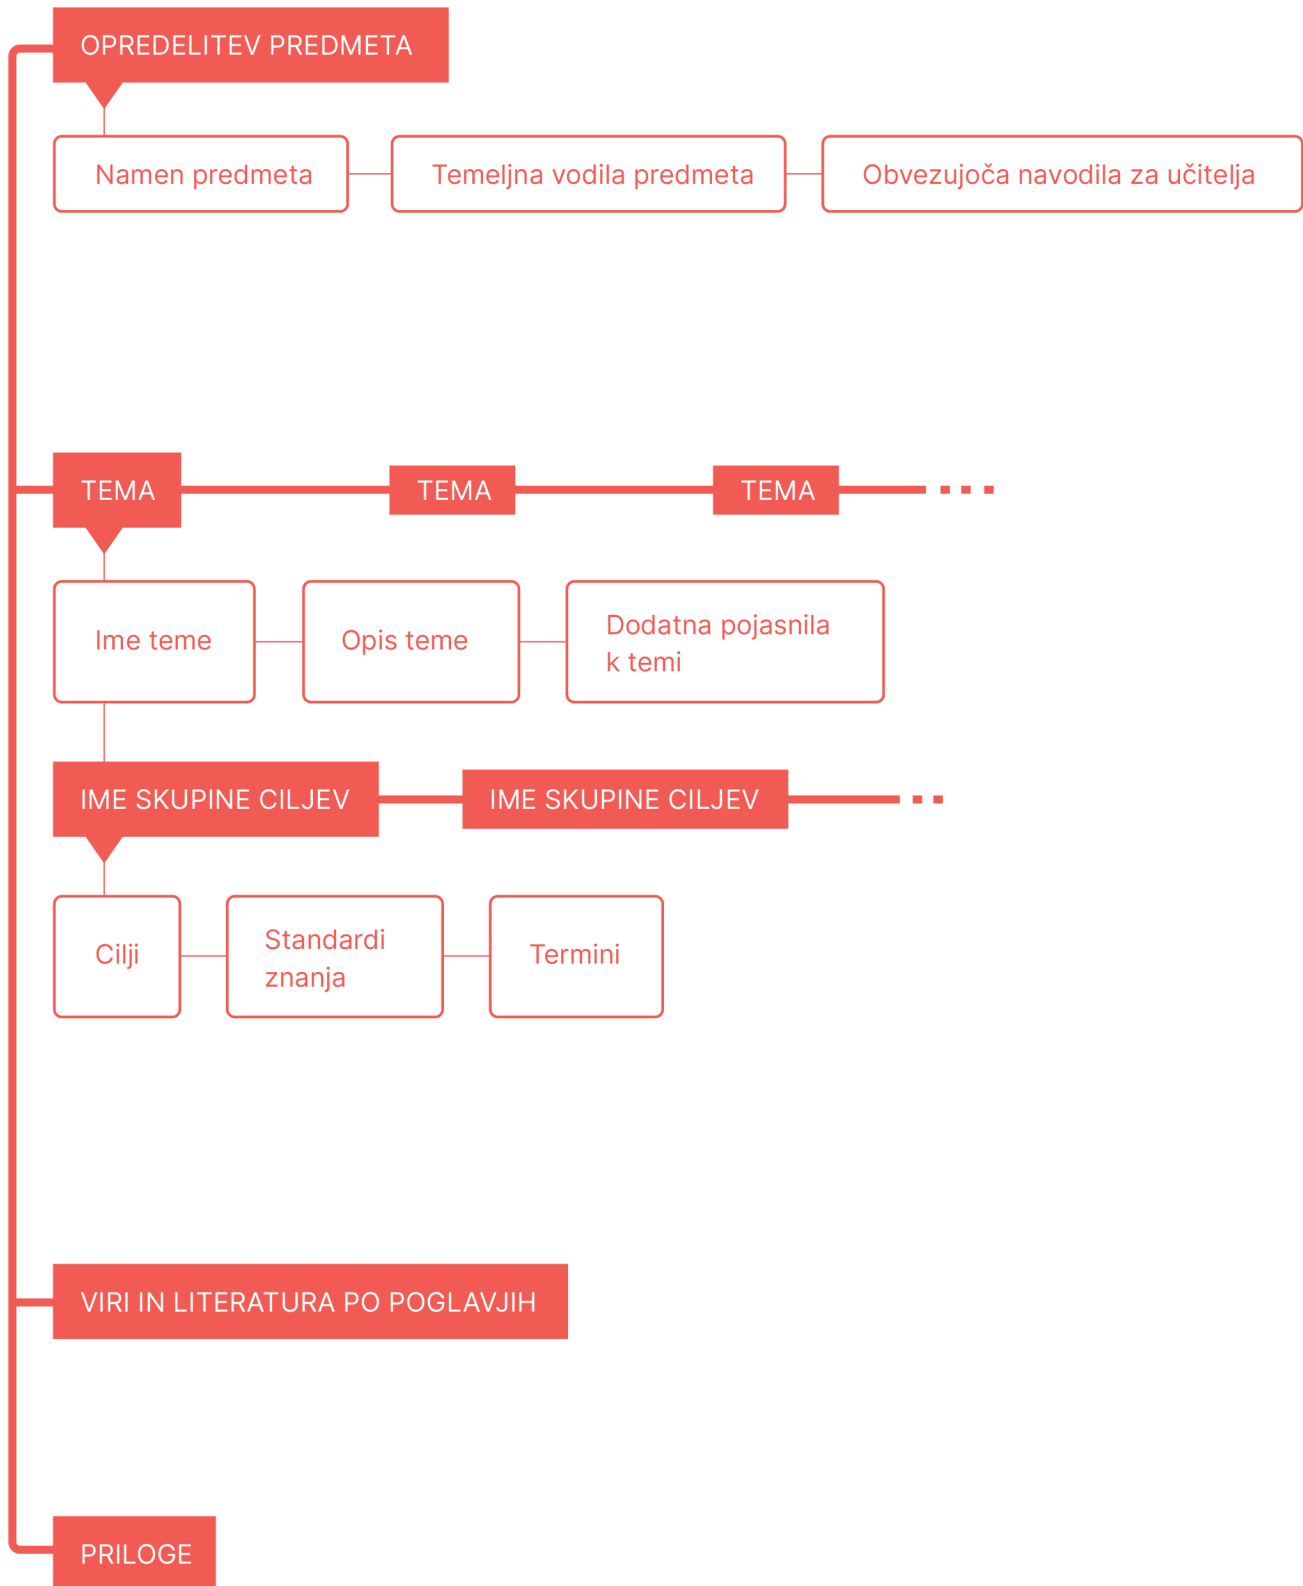 OPREDELITEV PREDMETA
Namen predmeta
Temeljna vodila predmeta
Obvezujoča navodila za učitelja
TEMA
TEMA
TEMA
Ime teme
Opis teme
Dodatna pojasnila
k temi
IME SKUPINE CILJEV
IME SKUPINE CILJEV
Cilji
Standardi
znanja
Termini
VIRI IN LITERATURA PO POGLAVJIH
PRILOGE